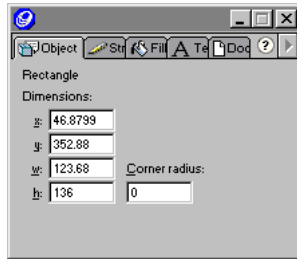 Object Str Fill A Te Doc ?
Rectangle
Dimensions:
x: 46.8799
y: 352.88
w: 123.68 Corner radius:
h: 136 0